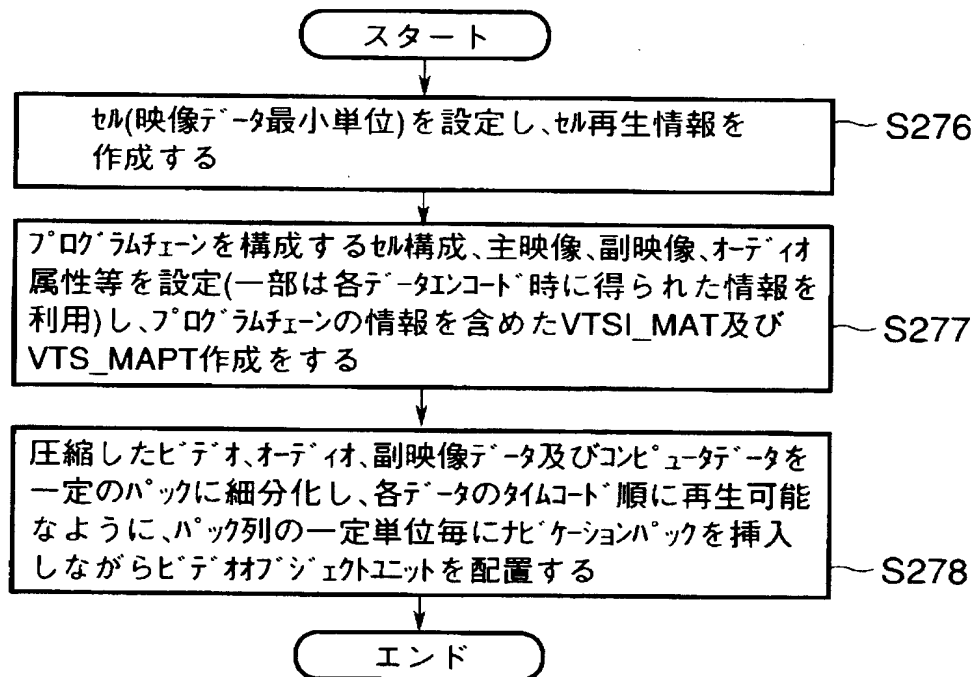 スタート
ｾﾙ(映像ﾃﾞｰﾀ最小単位)を設定し、ｾﾙ再生情報を
作成する
S276
ﾌﾟﾛｸﾞﾗﾑﾁｪｰﾝを構成するｾﾙ構成、主映像、副映像、ｵｰﾃﾞｨｵ
属性等を設定(一部は各ﾃﾞｰﾀｴﾝｺｰﾄﾞ時に得られた情報を
利用)し、ﾌﾟﾛｸﾞﾗﾑﾁｪｰﾝの情報を含めたVTSI_MAT及び
VTS_MAPT作成をする
S277
圧縮したﾋﾞﾃﾞｵ、ｵｰﾃﾞｨｵ、副映像ﾃﾞｰﾀ及びｺﾝﾋﾟｭｰﾀﾃﾞｰﾀを
一定のﾊﾟｯｸに細分化し、各ﾃﾞｰﾀのﾀｲﾑｺｰﾄﾞ順に再生可能
なように、ﾊﾟｯｸ列の一定単位毎にﾅﾋﾞｹﾞｰｼｮﾝﾊﾟｯｸを挿入
しながらﾋﾞﾃﾞｵｵﾌﾞｼﾞｪｸﾄﾕﾆｯﾄを配置する
S278
エンド